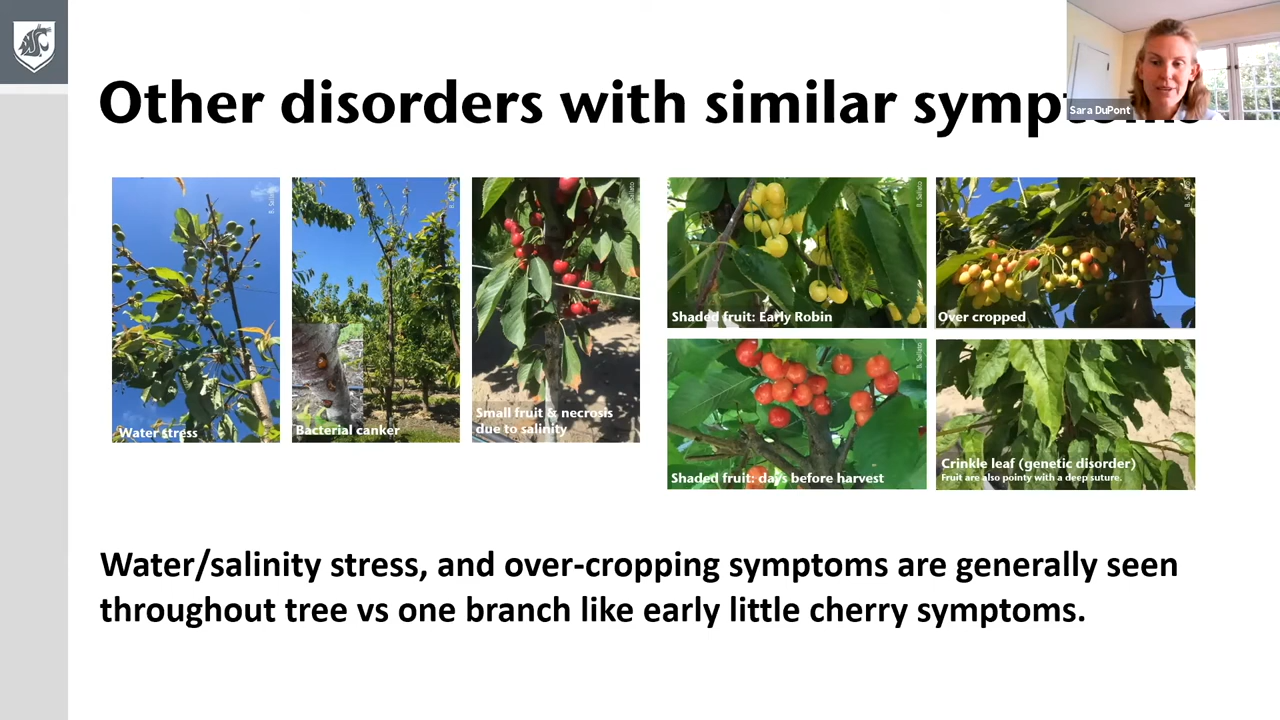 Other disorders with similar
Sara DuPont
Water stress
Bacterial canker
Small fruit & necrosis
due to salinity
Shaded fruit: Early Robin
B. Sallato
Over cropped
Shaded fruit: days before harvest
Crinkle leaf (genetic disorder)
Fruit are also pointy with a deep suture.
Water/salinity stress, and over-cropping symptoms are generally seen
throughout tree vs one branch like early little cherry symptoms.